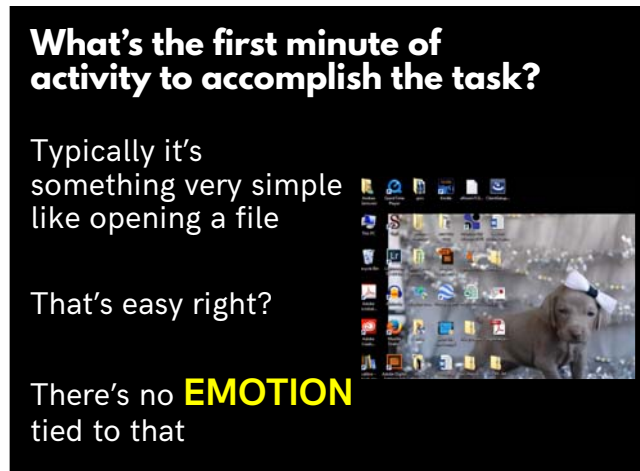 What’s the first minute of
activity to accomplish the task?
Typically it’s
something very simple
like opening a file
That’s easy right?
There’s no EMOTION
tied to that